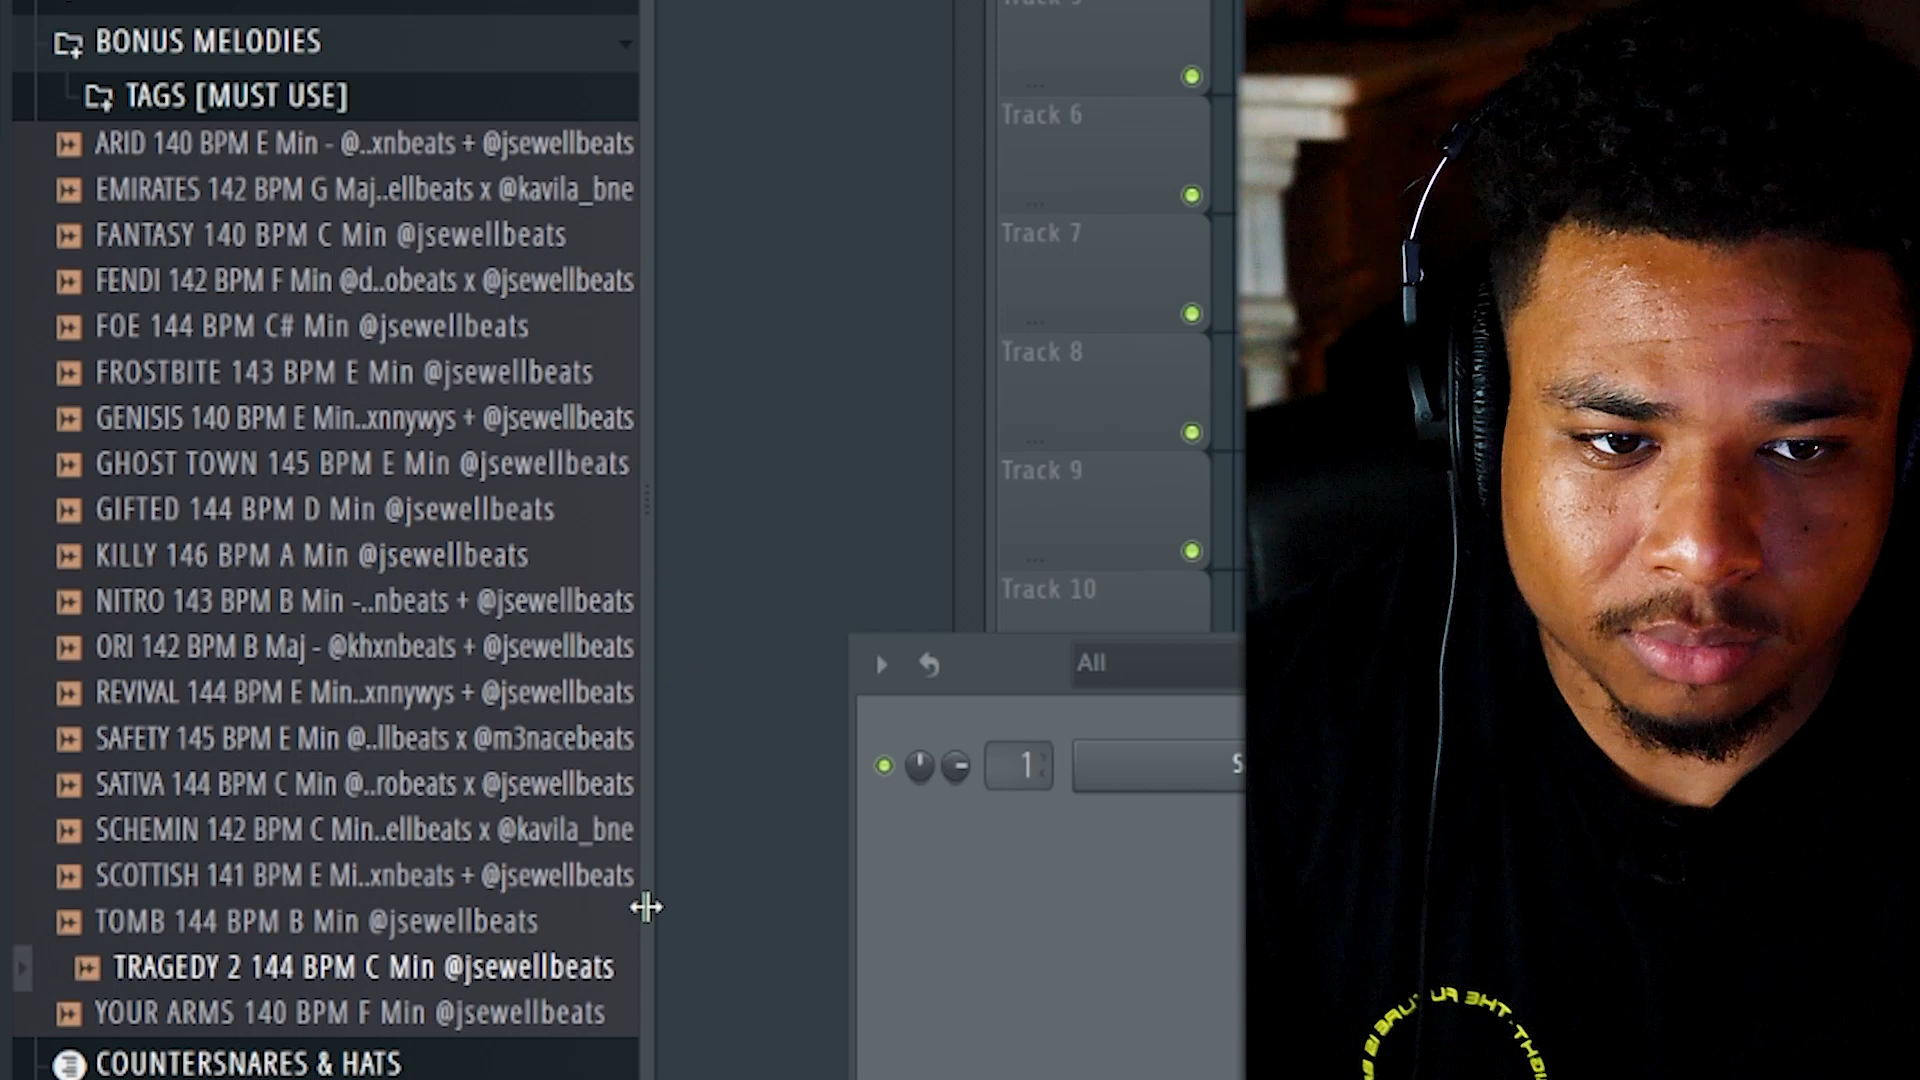 BONUS MELODIES
TAGS [MUST USE]
ARID 140 BPM E Min - @..xnbeats + @jsewellbeats
EMIRATES 142 BPM G Maj..ellbeats x @kavila_bne
FANTASY 140 BPM C Min @jsewellbeats
FENDI 142 BPM F Min @d..obeats x @jsewellbeats
FOE 144 BPM C# Min @jsewellbeats
FROSTBITE 143 BPM E Min @jsewellbeats
GENISIS 140 BPM E Min..xnnywys + @jsewellbeats
GHOST TOWN 145 BPM E Min @jsewellbeats
GIFTED 144 BPM D Min @jsewellbeats
KILLY 146 BPM A Min @jsewellbeats
NITRO 143 BPM B Min -..nbeats + @jsewellbeats
ORI 142 BPM B Maj - @khxnbeats + @jsewellbeats
REVIVAL 144 BPM E Min..xnnywys + @jsewellbeats
SAFETY 145 BPM E Min @..llbeats x @m3nacebeats
SATIVA 144 BPM C Min @..robeats x @jsewellbeats
SCHEMIN 142 BPM C Min..ellbeats x @kavila_bne
SCOTTISH 141 BPM E Mi..xnbeats + @jsewellbeats
TOMB 144 BPM B Min @jsewellbeats
TRAGEDY 2 144 BPM C Min @jsewellbeats
YOUR ARMS 140 BPM F Min @jsewellbeats
COUNTERSNARES & HATS
Track 6
...
Track 7
...
Track 8
...
Track 9
...
Track 10
All
1
S